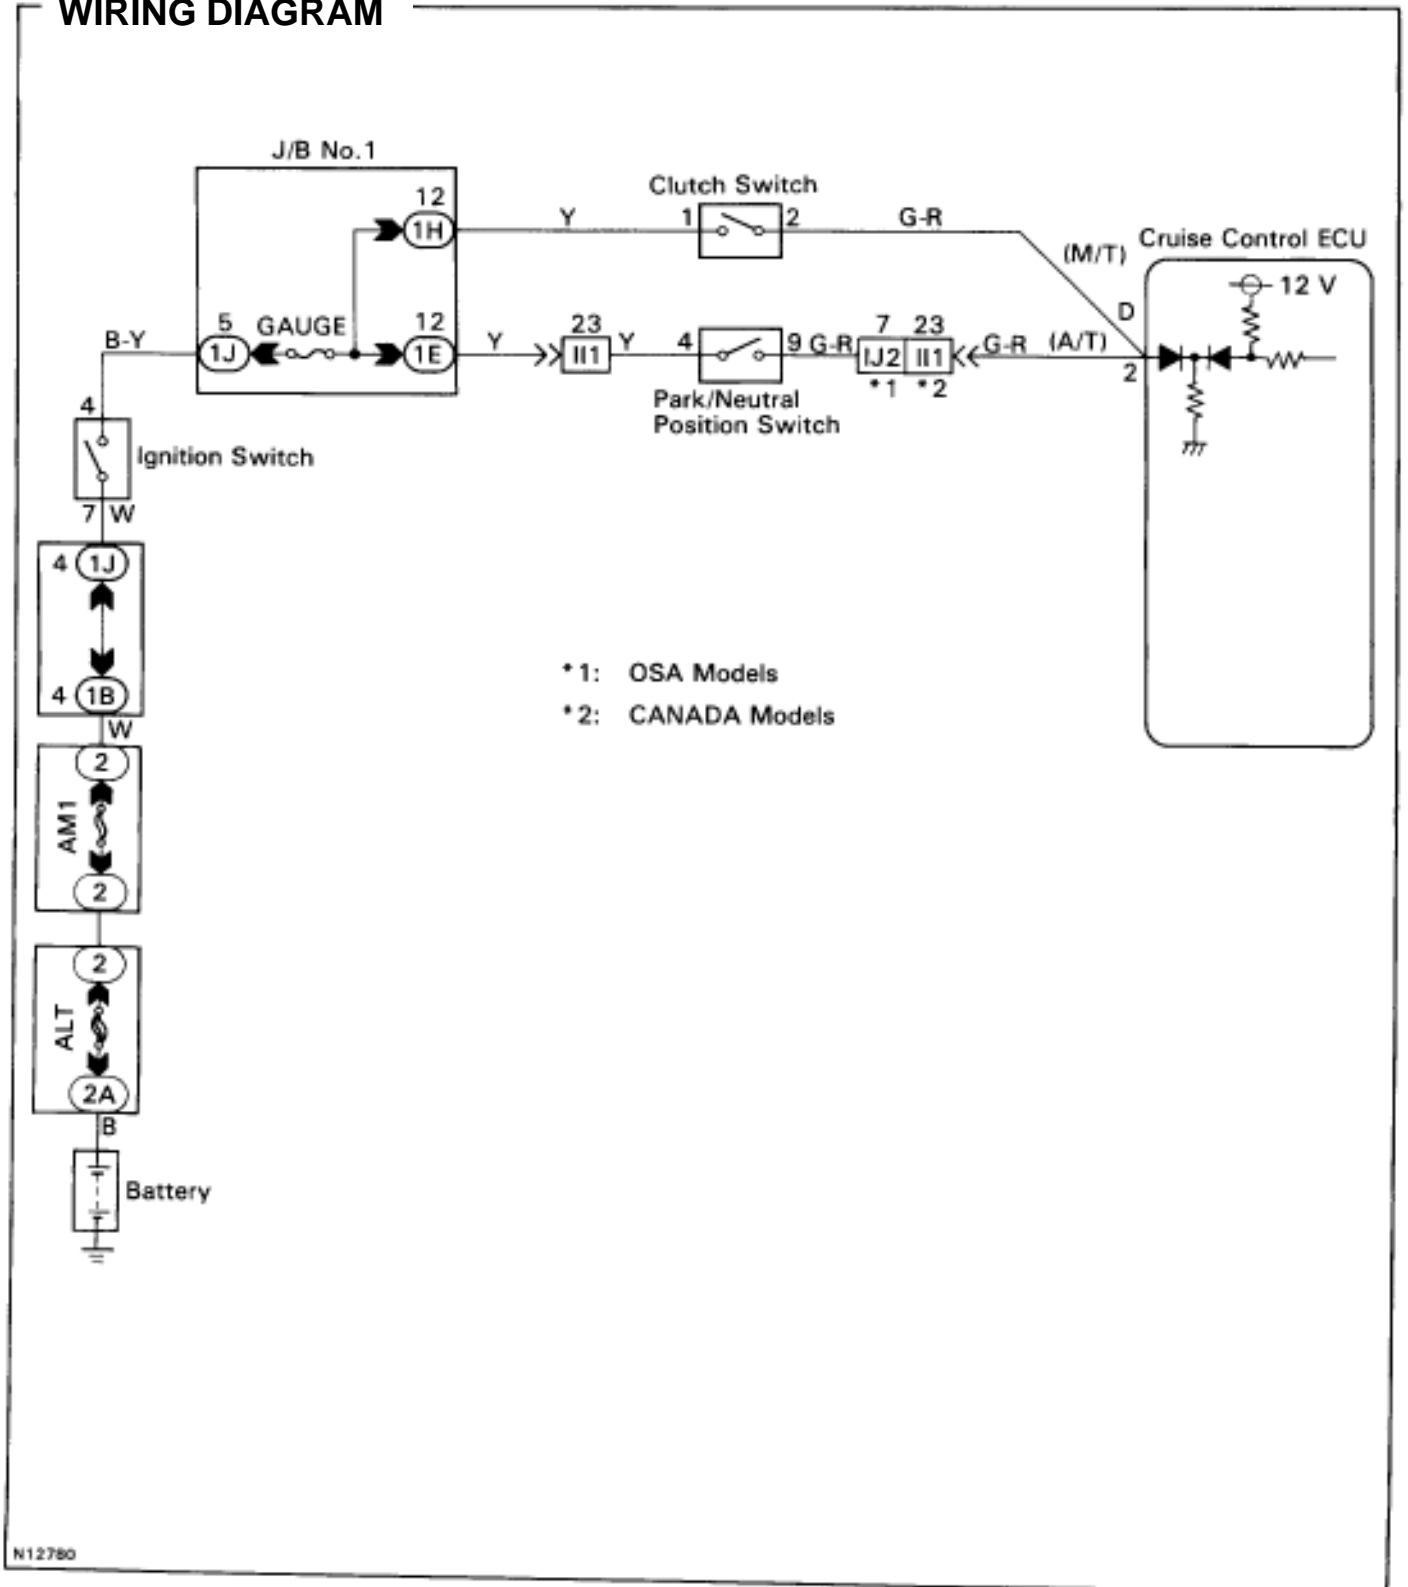 WIRING DIAGRAM
J/B No.1
12
1H
Y
Clutch Switch
1 2
G-R
(M/T)
Cruise Control ECU
12 V
D
2
B-Y
5
1J
GAUGE
12
1E
Y
23
II1
Y
4 9
Park/Neutral
Position Switch
G-R
7 23
IJ2 II1
*1 *2
G-R
(A/T)
4
Ignition Switch
7 W
4 1J
4 1B
W
2
AM1
2
2
ALT
2A
B
Battery
*1: OSA Models
*2: CANADA Models
N12780